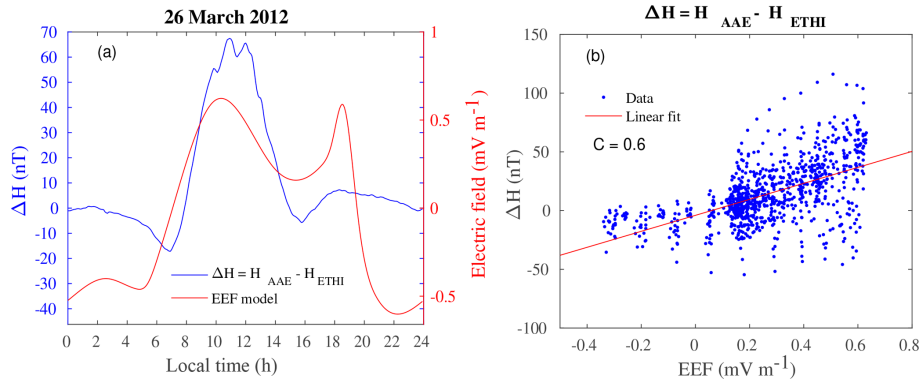 26 March 2012
(a)
ΔH (nT)
70
60
50
40
30
20
10
0
-10
-20
-30
-40
1
0.5
0
-0.5
Electric field (mV m⁻¹)
ΔH = H AAE - H ETHI
EEF model
0 2 4 6 8 10 12 14 16 18 20 22 24
Local time (h)
ΔH = H AAE - H ETHI
(b)
ΔH (nT)
150
100
50
0
-50
-100
Data
Linear fit
C = 0.6
-0.4 -0.2 0 0.2 0.4 0.6 0.8
EEF (mV m⁻¹)